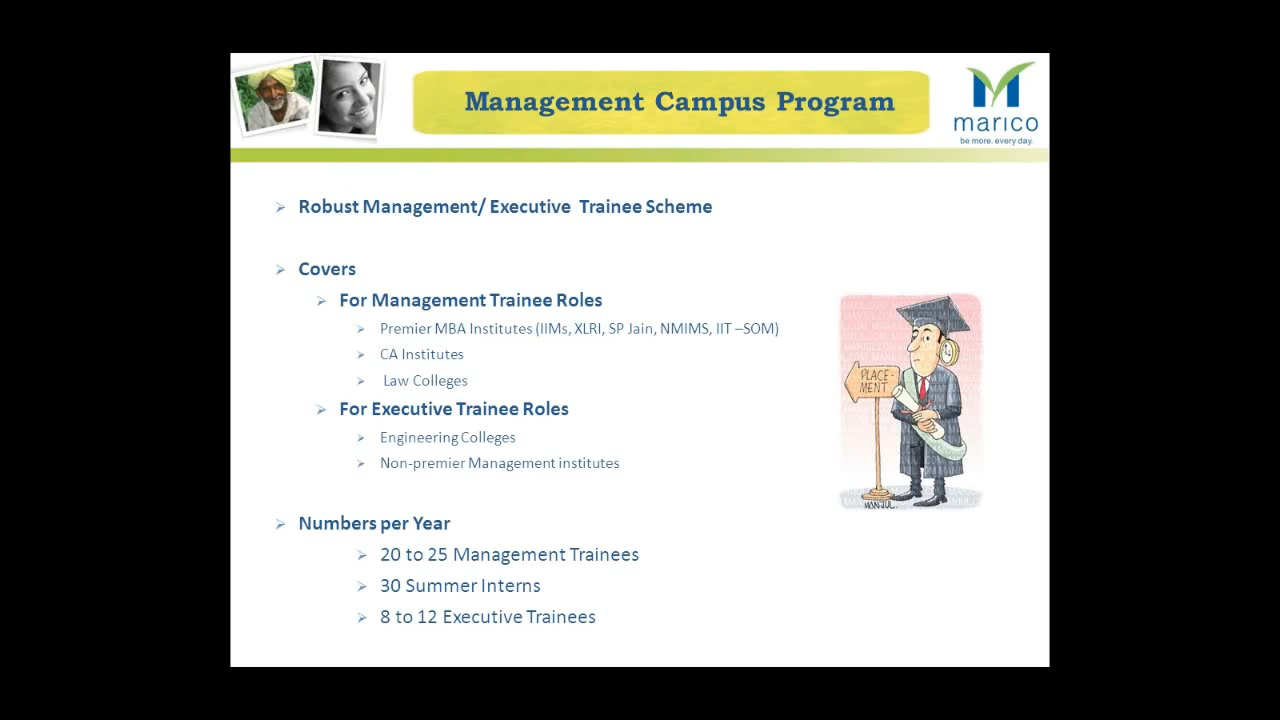 Management Campus Program
marico
be more. every day.
Robust Management/ Executive Trainee Scheme
Covers
For Management Trainee Roles
Premier MBA Institutes (IIMs, XLRI, SP Jain, NMIMS, IIT –SOM)
CA Institutes
Law Colleges
For Executive Trainee Roles
Engineering Colleges
Non-premier Management institutes
PLACE-
MENT
MANJUL.
Numbers per Year
20 to 25 Management Trainees
30 Summer Interns
8 to 12 Executive Trainees